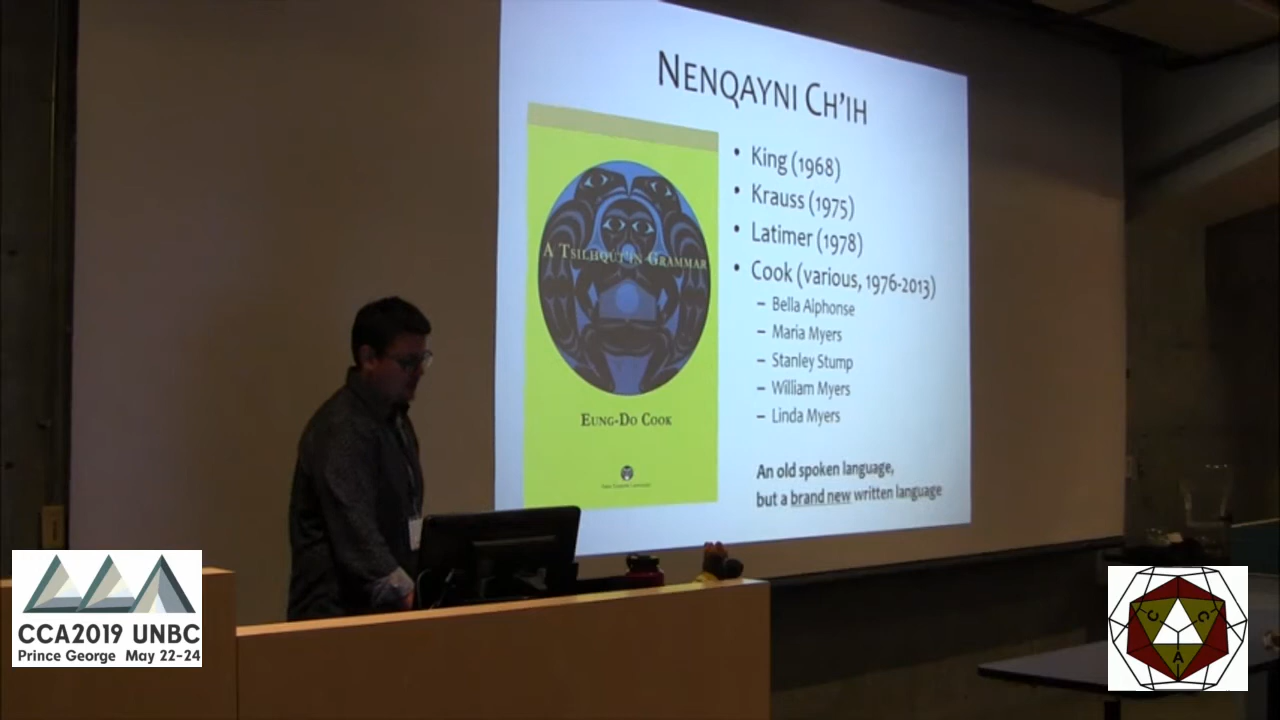 NENQAYNI CH'IH
• King (1968)
• Krauss (1975)
• Latimer (1978)
• Cook (various, 1976-2013)
– Bella Alphonse
– Maria Myers
– Stanley Stump
– William Myers
– Linda Myers
An old spoken language,
but a brand new written language
A TSILHQÚT'ÍN GRAMMAR
EUNG-DO COOK
CCA2019 UNBC
Prince George May 22-24
C C
A